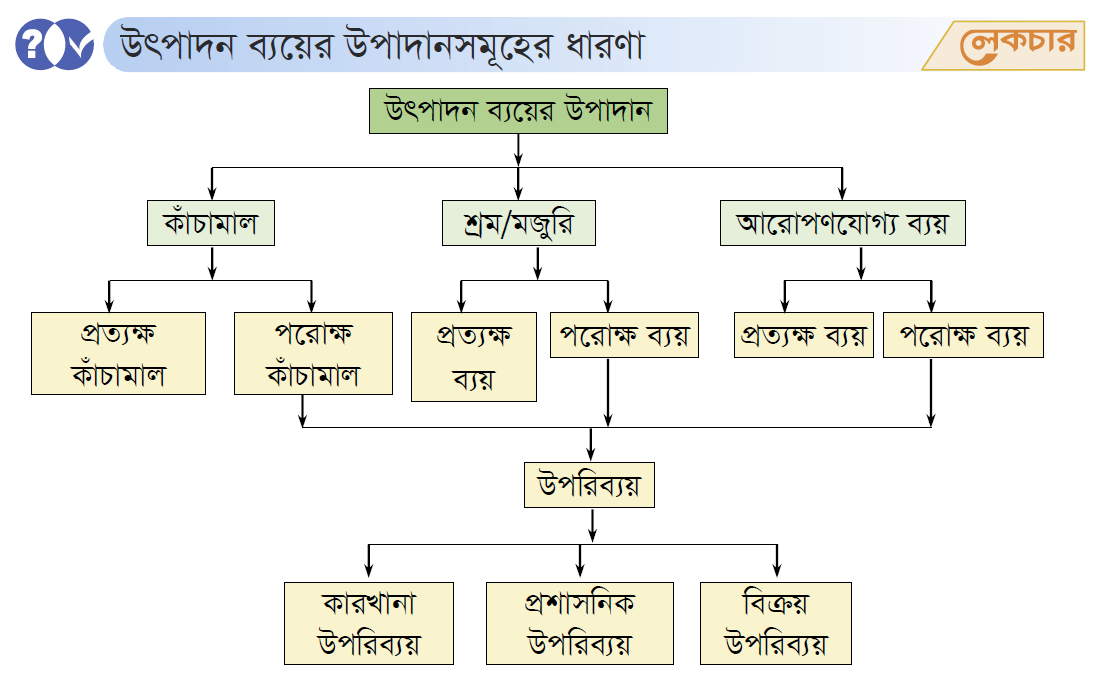 উৎপাদন ব্যয়ের উপাদানসমূহের ধারণা
লেকচার
উৎপাদন ব্যয়ের উপাদান
কাঁচামাল
শ্রম/মজুরি
আরোপণযোগ্য ব্যয়
প্রত্যক্ষ
কাঁচামাল
পরোক্ষ
কাঁচামাল
প্রত্যক্ষ
ব্যয়
পরোক্ষ ব্যয়
প্রত্যক্ষ ব্যয়
পরোক্ষ ব্যয়
উপরিব্যয়
কারখানা
উপরিব্যয়
প্রশাসনিক
উপরিব্যয়
বিক্রয়
উপরিব্যয়